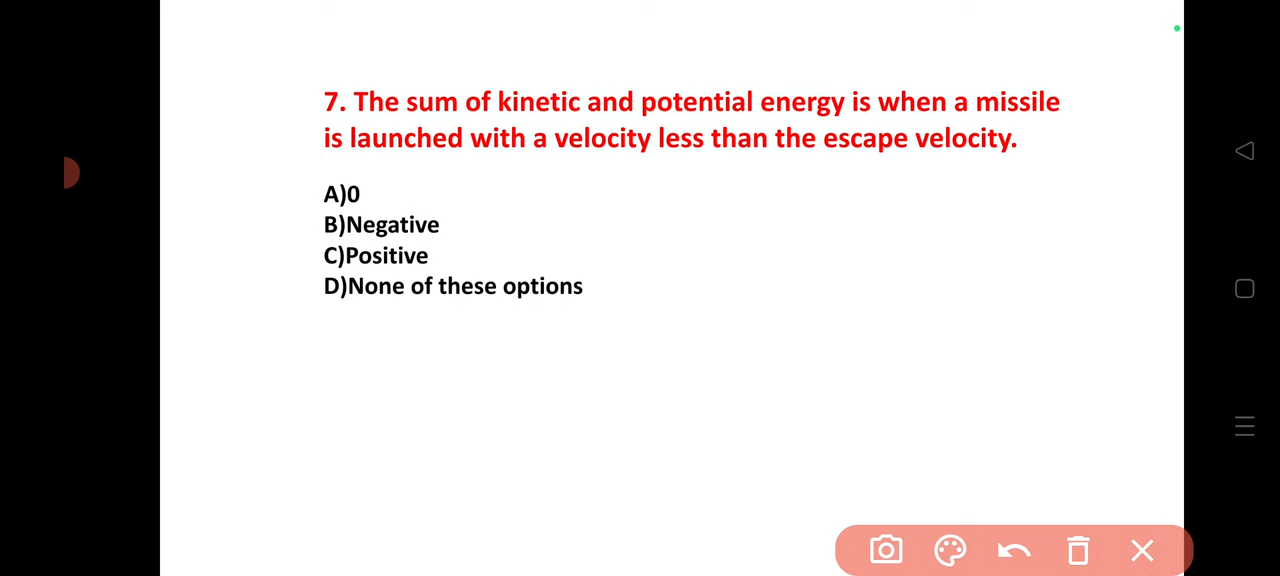 7. The sum of kinetic and potential energy is when a missile
is launched with a velocity less than the escape velocity.
A)0
B)Negative
C)Positive
D)None of these options